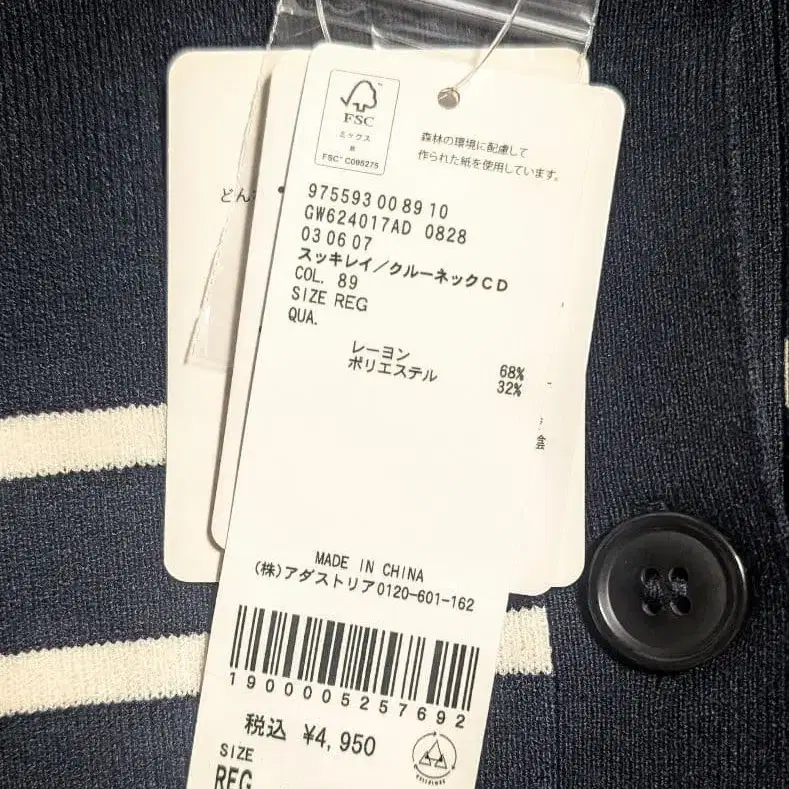 FSC
ミックス
紙
FSC™ C095275
森林の環境に配慮して
作られた紙を使用しています。
どん
975593 00 89 10
GW624017AD 0828
03 06 07
スッキレイ/クルーネックCD
COL. 89
SIZE REG
QUA.
レーヨン 68%
ポリエステル 32%
会
MADE IN CHINA
(株)アダストリア0120-601-162
1900005257692
税込 ¥4,950
SIZE
REG